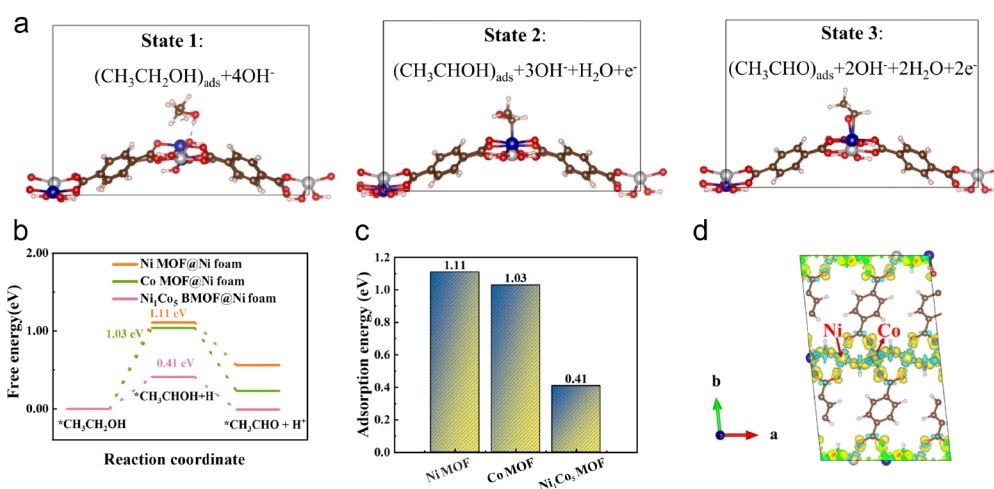 a
State 1:
(CH₃CH₂OH)ads+4OH-
State 2:
(CH₃CHOH)ads+3OH-+H₂O+e-
State 3:
(CH₃CHO)ads+2OH-+2H₂O+2e-
b
2.00
1.00
0.00
Free energy(eV)
Ni MOF@Ni foam
Co MOF@Ni foam
Ni₁Co₅ BMOF@Ni foam
1.11 eV
1.03 eV
0.41 eV
*CH₃CHOH+H
*CH₃CH₂OH
*CH₃CHO + H⁺
Reaction coordinate
c
Adsorption energy (eV)
1.2
1.0
0.8
0.6
0.4
0.2
0.0
1.11
1.03
0.41
Ni MOF
Co MOF
Ni₁Co₅ MOF
d
Ni
Co
b
a